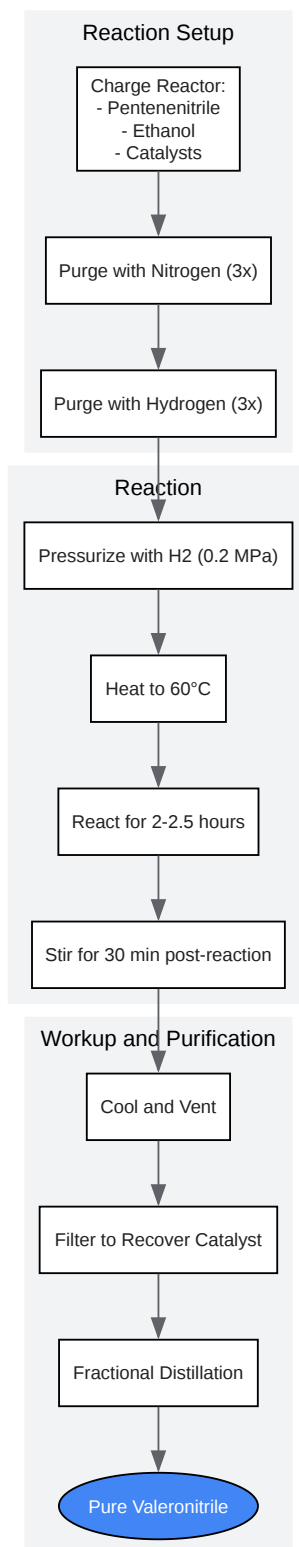 Reaction Setup
Charge Reactor:
- Pentenenitrile
- Ethanol
- Catalysts
Purge with Nitrogen (3x)
Purge with Hydrogen (3x)
Reaction
Pressurize with H2 (0.2 MPa)
Heat to 60°C
React for 2-2.5 hours
Stir for 30 min post-reaction
Workup and Purification
Cool and Vent
Filter to Recover Catalyst
Fractional Distillation
Pure Valeronitrile